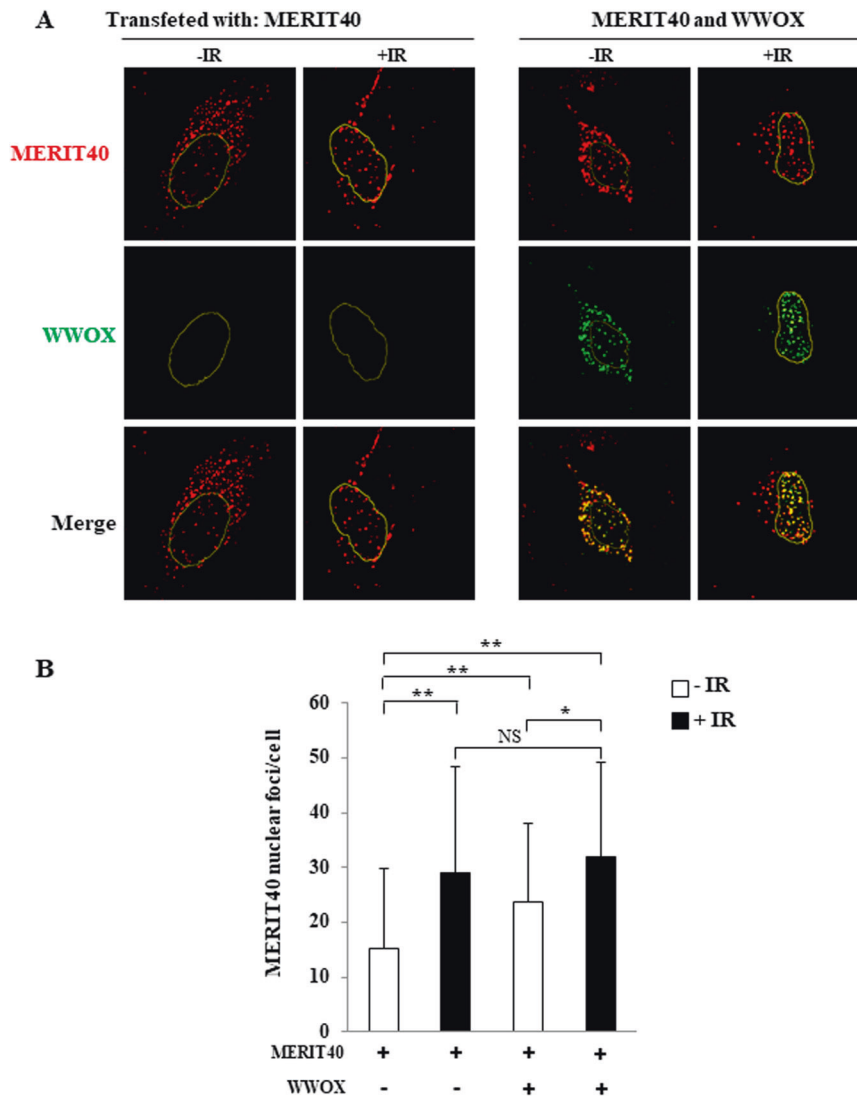 A
Transfeted with: MERIT40
MERIT40 and WWOX
-IR
+IR
-IR
+IR
MERIT40
WWOX
Merge
B
**
**
**
*
NS
- IR
+ IR
MERIT40 nuclear foci/cell
60
50
40
30
20
10
0
MERIT40 + + + +
WWOX - - + +